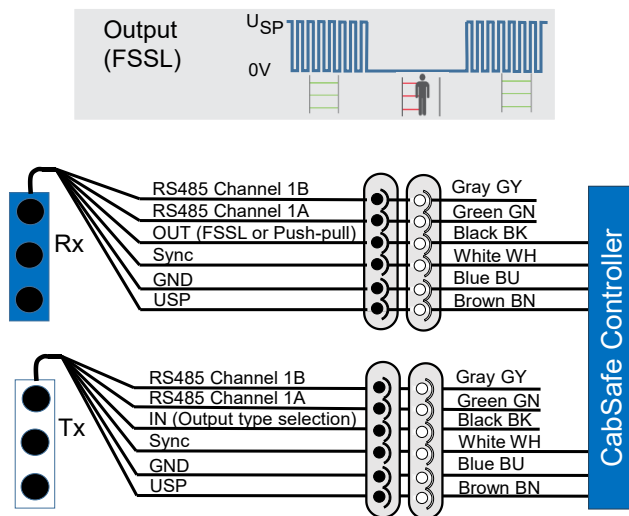 Output
(FSSL)
USP
0V
Rx
RS485 Channel 1B
RS485 Channel 1A
OUT (FSSL or Push-pull)
Sync
GND
USP
Gray GY
Green GN
Black BK
White WH
Blue BU
Brown BN
Tx
RS485 Channel 1B
RS485 Channel 1A
IN (Output type selection)
Sync
GND
USP
Gray GY
Green GN
Black BK
White WH
Blue BU
Brown BN
CabSafe Controller